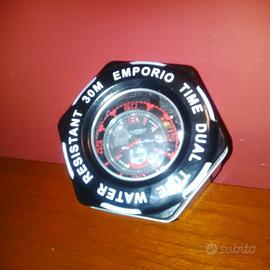 EMPORIO TIME DUAL TIME WATER RESISTANT 30M
subito